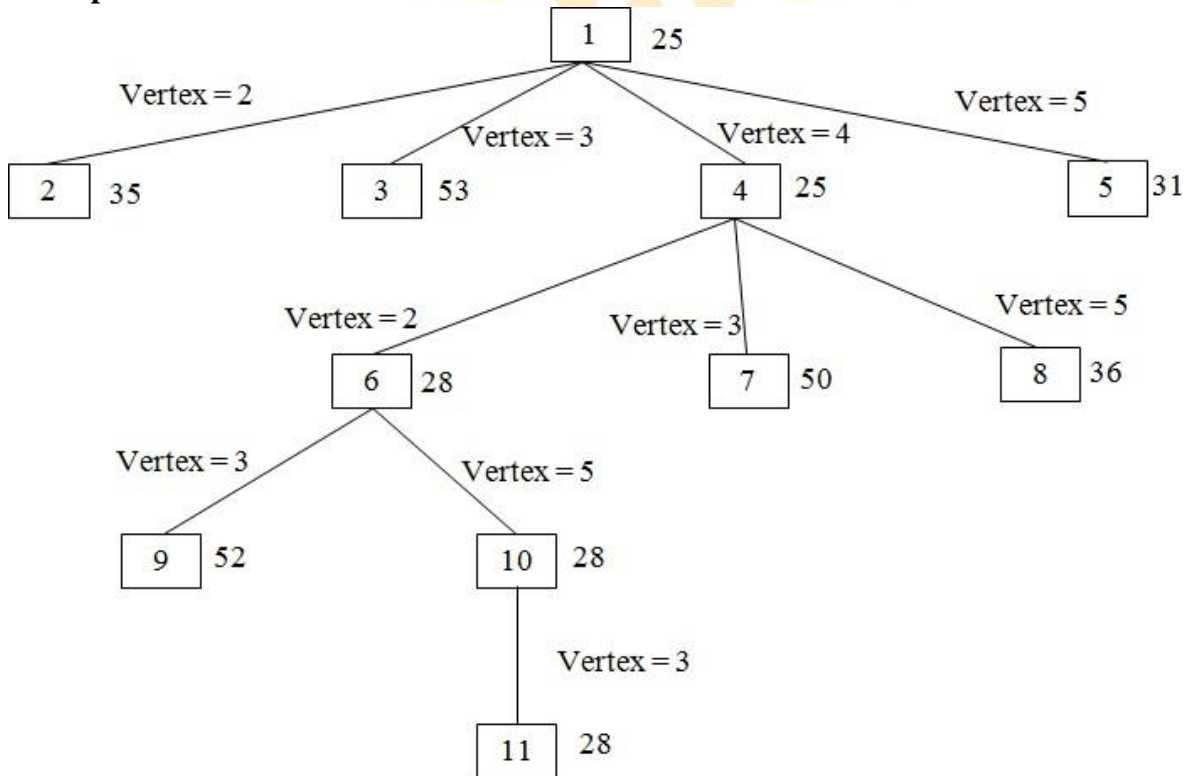 1 25
Vertex = 2
Vertex = 5
Vertex = 3
Vertex = 4
2 35
3 53
4 25
5 31
Vertex = 2
Vertex = 3
Vertex = 5
6 28
7 50
8 36
Vertex = 3
Vertex = 5
9 52
10 28
Vertex = 3
11 28